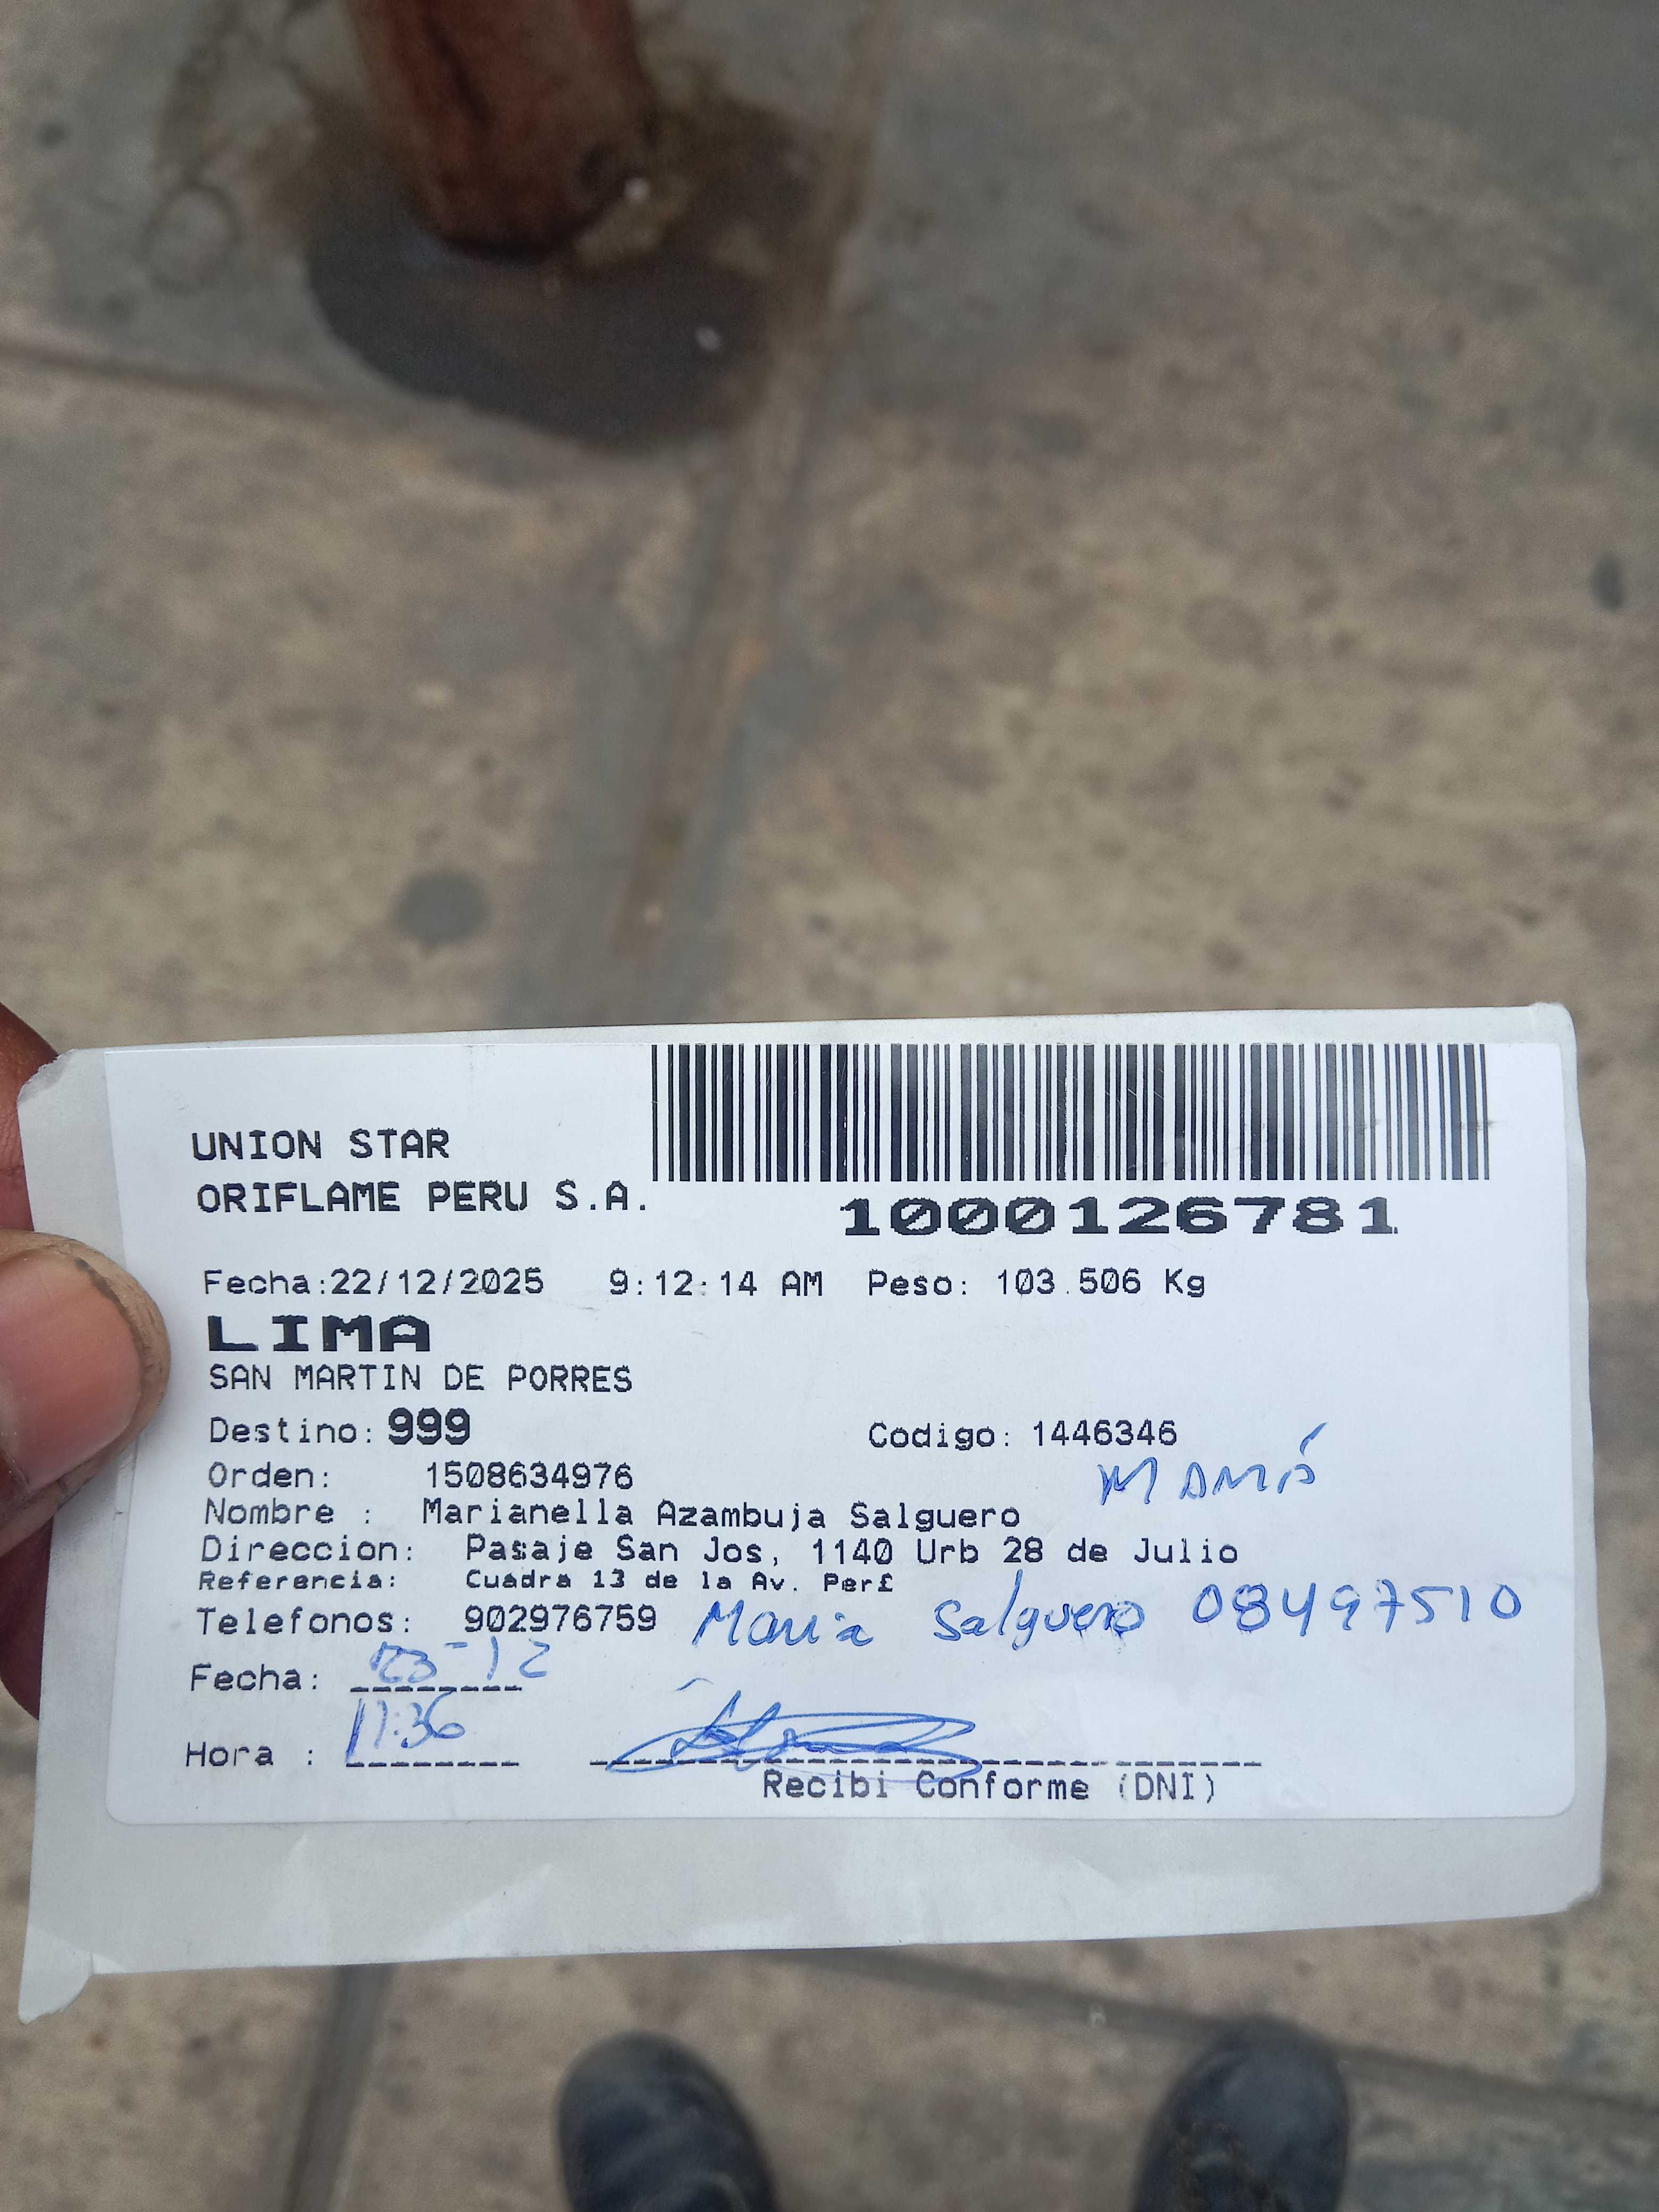 UNION STAR
ORIFLAME PERU S.A.
1000126781
Fecha:22/12/2025 9:12:14 AM Peso: 103.506 Kg
LIMA
SAN MARTIN DE PORRES
Destino: 999 Codigo: 1446346
Orden: 1508634976 MAMÁ
Nombre : Marianella Azambuja Salguero
Direccion: Pasaje San Jos, 1140 Urb 28 de Julio
Referencia: Cuadra 13 de la Av. Per£
Telefonos: 902976759 Maria Salguero 08497510
Fecha: 23-12
Hora : 11:36
Recibi Conforme (DNI)